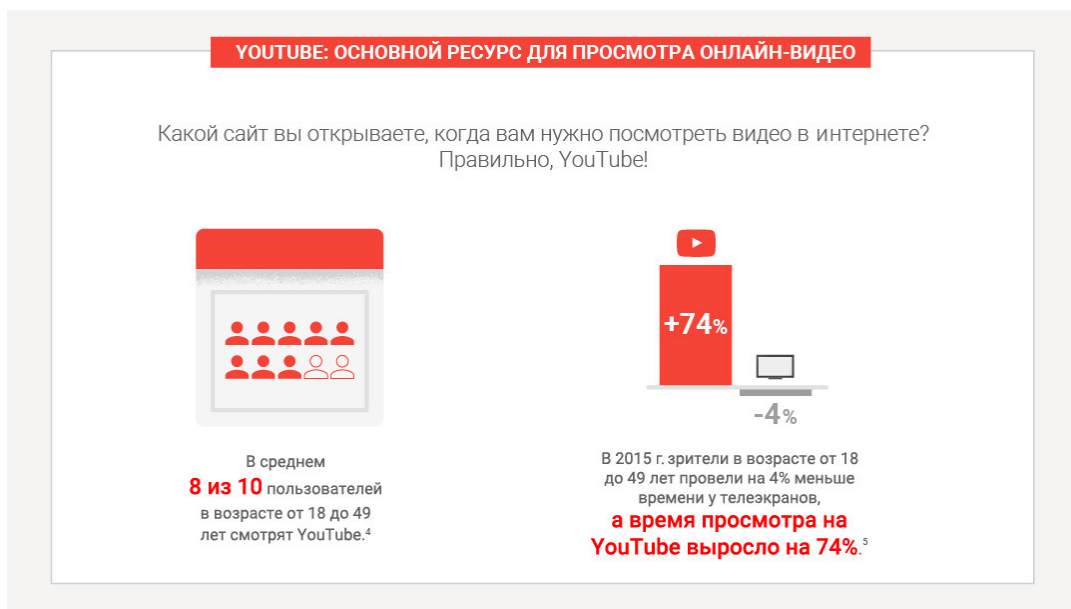 YOUTUBE: ОСНОВНОЙ РЕСУРС ДЛЯ ПРОСМОТРА ОНЛАЙН-ВИДЕО
Какой сайт вы открываете, когда вам нужно посмотреть видео в интернете?
Правильно, YouTube!
+74%
-4%
В среднем
8 из 10 пользователей
в возрасте от 18 до 49
лет смотрят YouTube.⁴
В 2015 г. зрители в возрасте от 18
до 49 лет провели на 4% меньше
времени у телеэкранов,
а время просмотра на
YouTube выросло на 74%.⁵